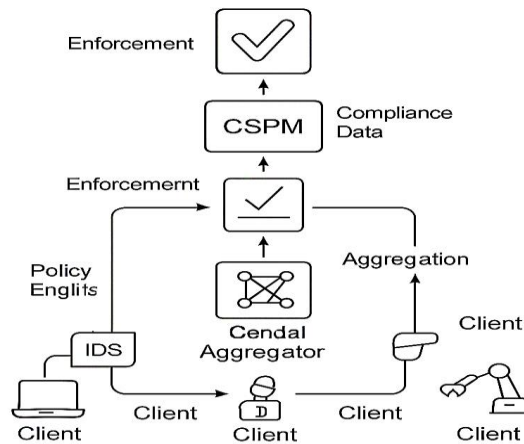 Enforcement
CSPM
Compliance
Data
Enforcemernt
Policy
Englits
Aggregation
Cendal
Aggregator
IDS
Client
D
Client
Client
Client
Client
Client